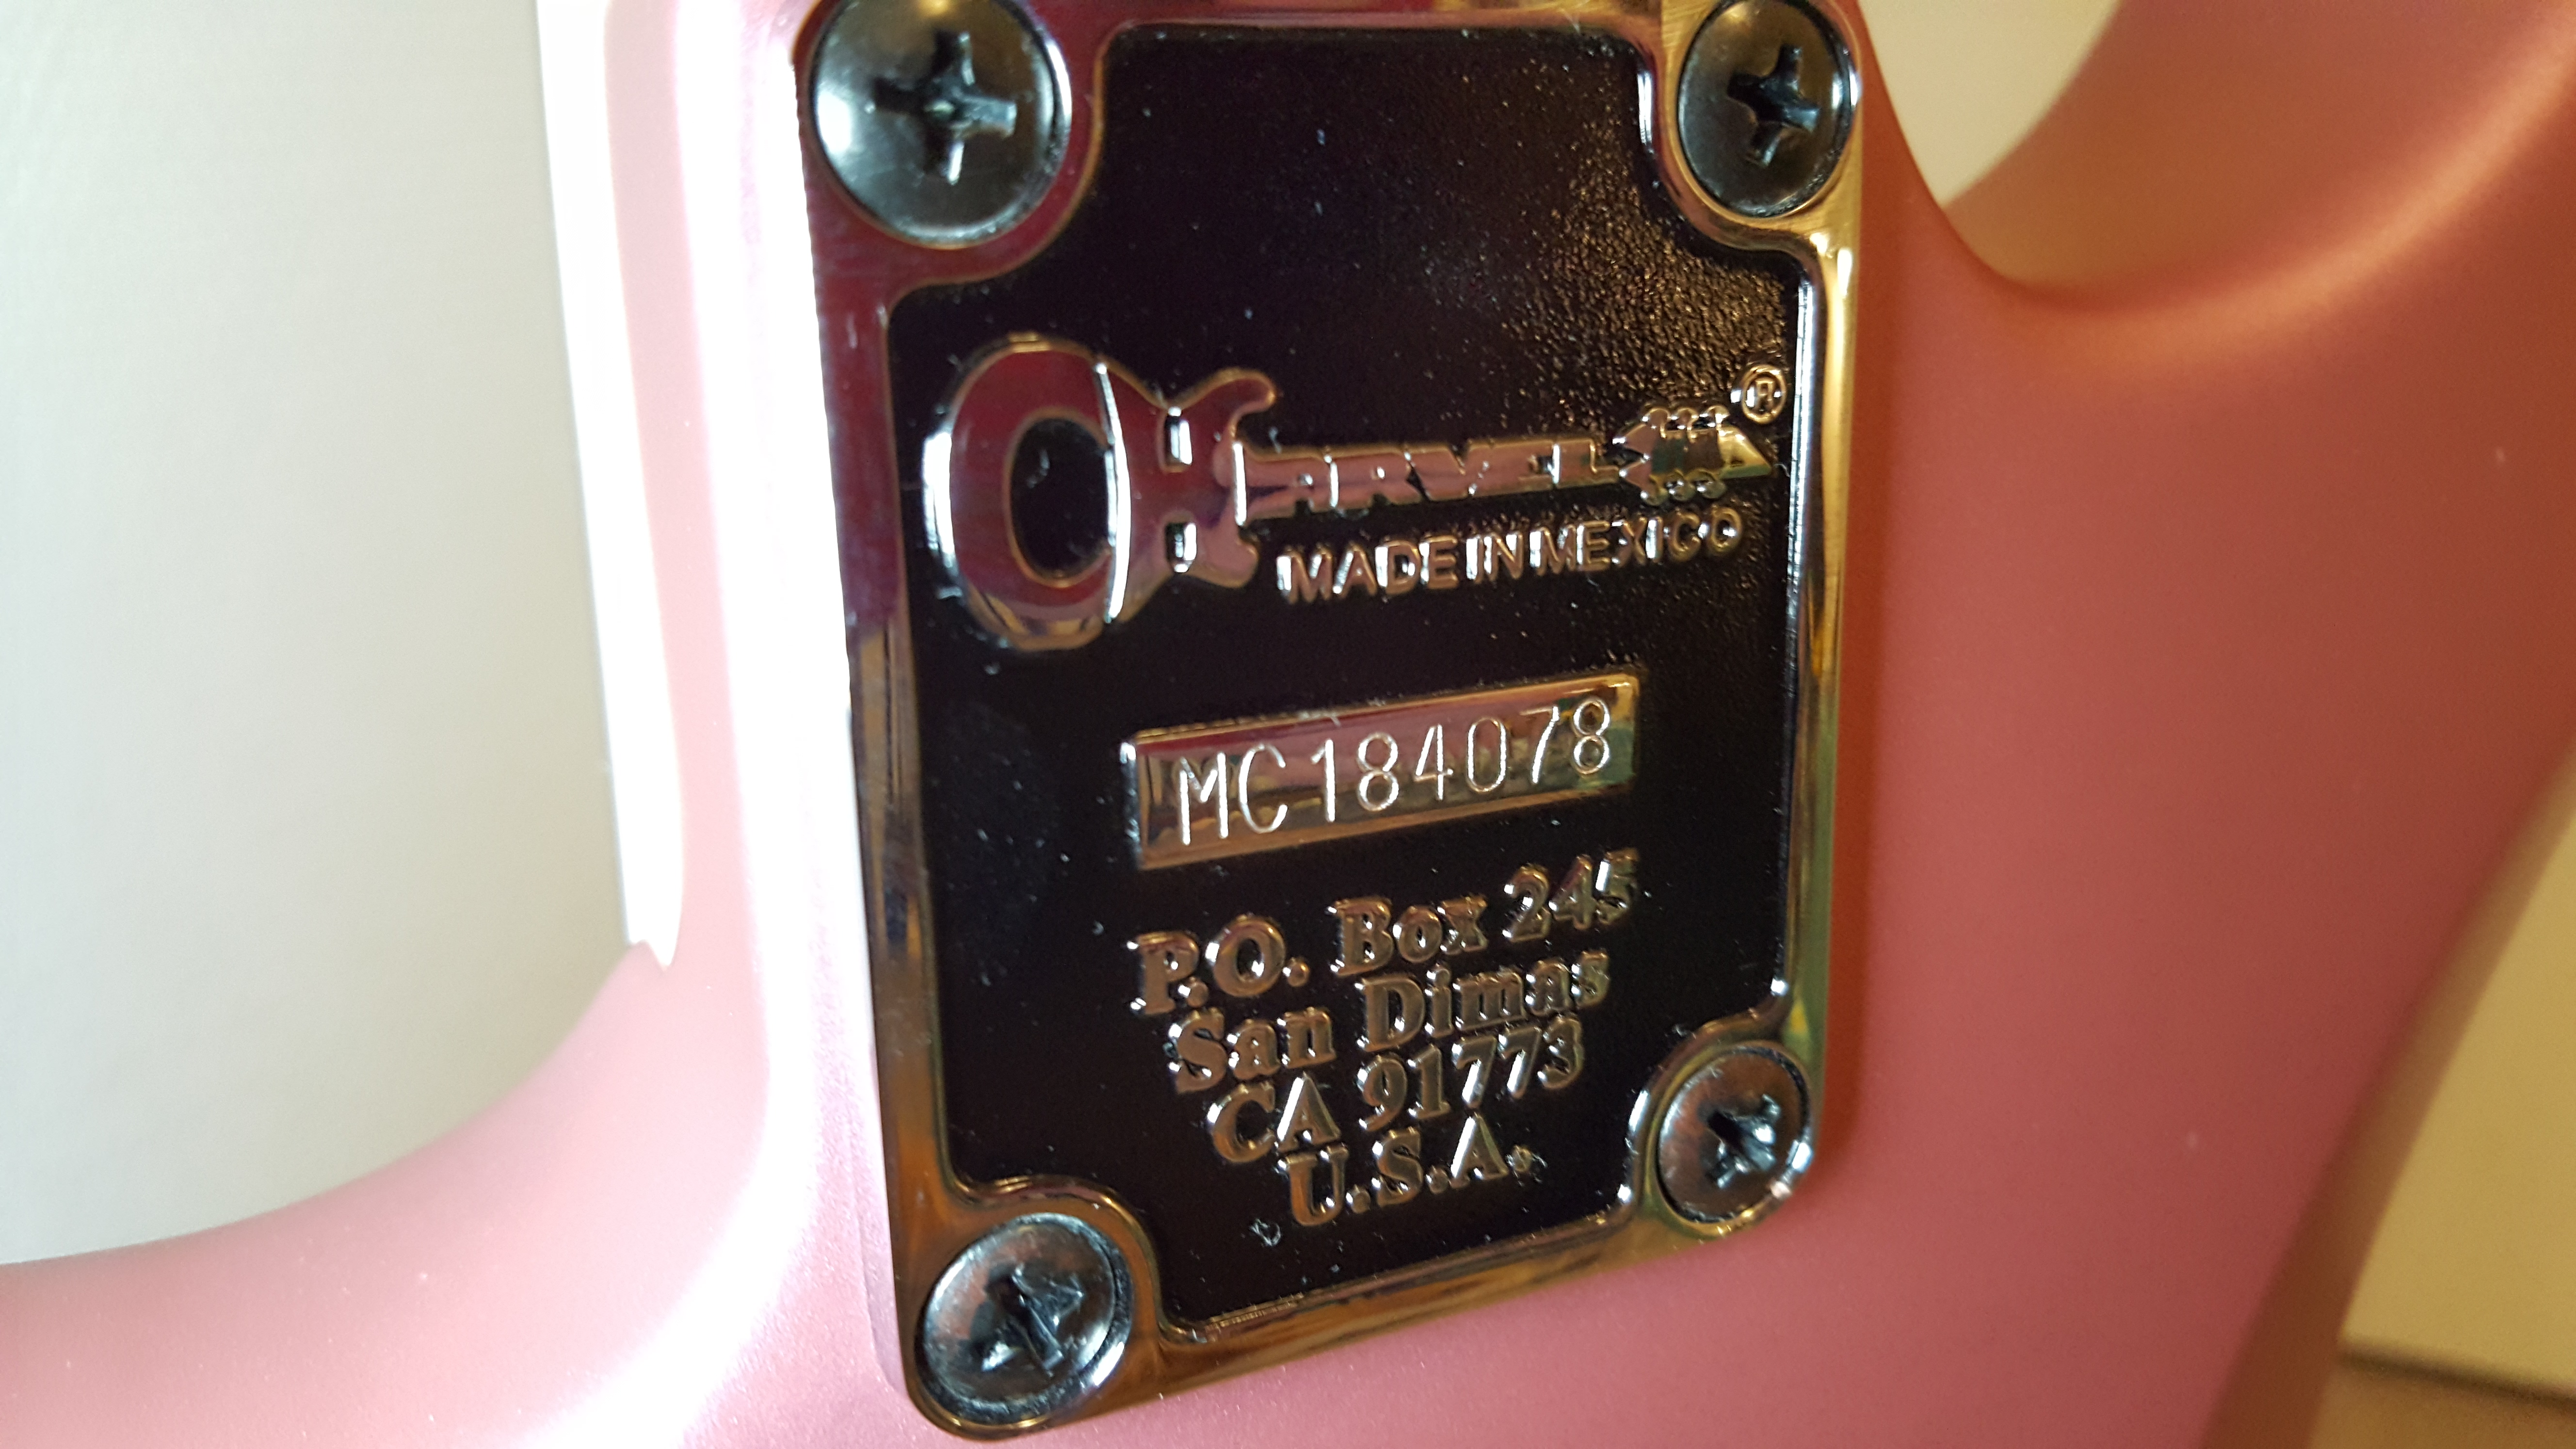 CHARVEL®
MADE IN MEXICO
MC184078
P.O. Box 245
San Dimas
CA 91773
U.S.A.